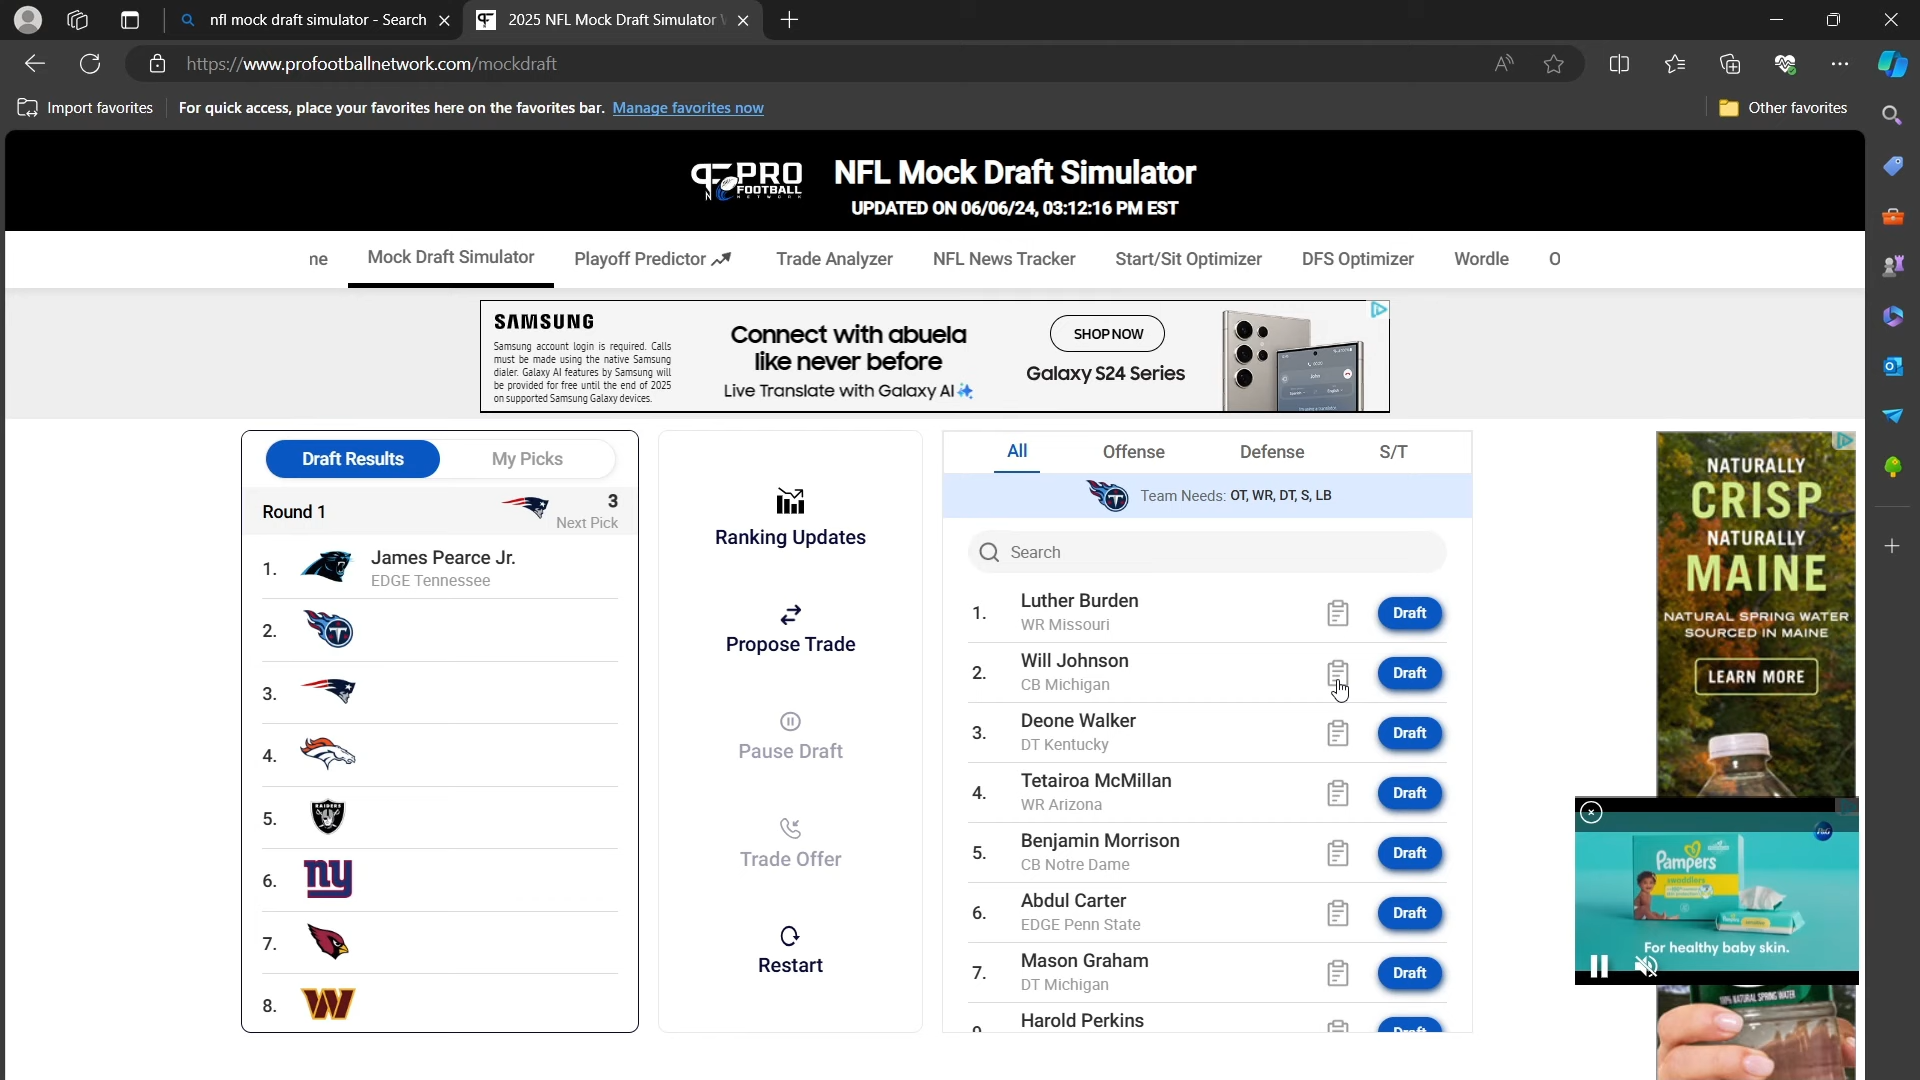 nfl mock draft simulator - Search
2025 NFL Mock Draft Simulator
https://www.profootballnetwork.com/mockdraft
Import favorites
For quick access, place your favorites here on the favorites bar. Manage favorites now
Other favorites
PRO FOOTBALL NETWORK
NFL Mock Draft Simulator
UPDATED ON 06/06/24, 03:12:16 PM EST
ne
Mock Draft Simulator
Playoff Predictor
Trade Analyzer
NFL News Tracker
Start/Sit Optimizer
DFS Optimizer
Wordle
O
SAMSUNG
Samsung account login is required. Calls
must be made using the native Samsung
dialer. Galaxy AI features by Samsung will
be provided for free until the end of 2025
on supported Samsung Galaxy devices.
Connect with abuela
like never before
Live Translate with Galaxy AI
SHOP NOW
Galaxy S24 Series
Draft Results
My Picks
Round 1
3
Next Pick
1.
James Pearce Jr.
EDGE Tennessee
2.
3.
4.
5.
RAIDERS
6.
ny
7.
8.
W
Ranking Updates
Propose Trade
Pause Draft
Trade Offer
Restart
All
Offense
Defense
S/T
Team Needs: OT, WR, DT, S, LB
Search
1.
Luther Burden
WR Missouri
Draft
2.
Will Johnson
CB Michigan
Draft
3.
Deone Walker
DT Kentucky
Draft
4.
Tetairoa McMillan
WR Arizona
Draft
5.
Benjamin Morrison
CB Notre Dame
Draft
6.
Abdul Carter
EDGE Penn State
Draft
7.
Mason Graham
DT Michigan
Draft
Harold Perkins
Draft
NATURALLY
CRISP
NATURALLY
MAINE
NATURAL SPRING WATER
SOURCED IN MAINE
LEARN MORE
P&G
Pampers
swaddlers
For healthy baby skin.
100% NATURAL SPRING WATER